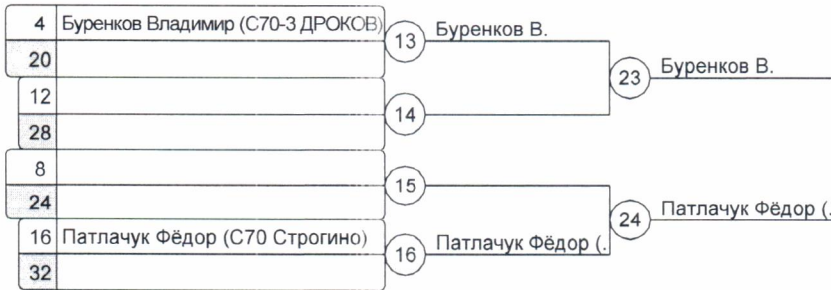 4 Буренков Владимир (С70-3 ДРОКОВ)
20
13 Буренков В.
12
28
14
23 Буренков В.
8
24
15
16 Патлачук Фёдор (С70 Строгино)
32
16 Патлачук Фёдор (.
24 Патлачук Фёдор (.